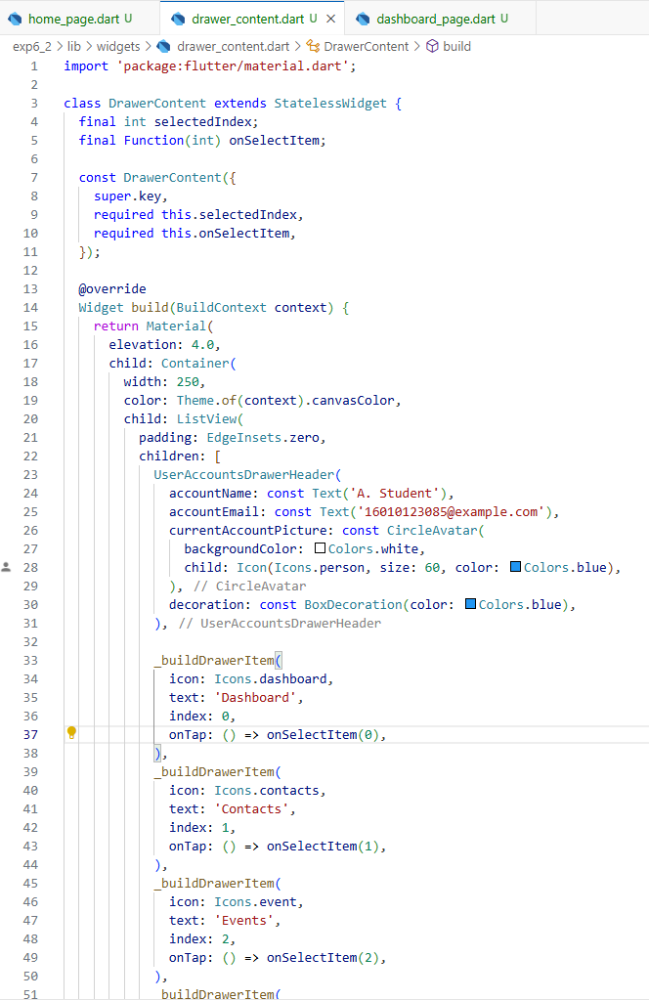 home_page.dart U drawer_content.dart U × dashboard_page.dart U
exp6_2 > lib > widgets > drawer_content.dart > DrawerContent > build
1 import 'package:flutter/material.dart';
2
3 class DrawerContent extends StatelessWidget {
4 final int selectedIndex;
5 final Function(int) onSelectItem;
6
7 const DrawerContent({
8 super.key,
9 required this.selectedIndex,
10 required this.onSelectItem,
11 });
12
13 @override
14 Widget build(BuildContext context) {
15 return Material(
16 elevation: 4.0,
17 child: Container(
18 width: 250,
19 color: Theme.of(context).canvasColor,
20 child: ListView(
21 padding: EdgeInsets.zero,
22 children: [
23 UserAccountsDrawerHeader(
24 accountName: const Text('A. Student'),
25 accountEmail: const Text('16010123085@example.com'),
26 currentAccountPicture: const CircleAvatar(
27 backgroundColor: Colors.white,
28 child: Icon(Icons.person, size: 60, color: Colors.blue),
29 ), // CircleAvatar
30 decoration: const BoxDecoration(color: Colors.blue),
31 ), // UserAccountsDrawerHeader
32
33 _buildDrawerItem(
34 icon: Icons.dashboard,
35 text: 'Dashboard',
36 index: 0,
37 onTap: () => onSelectItem(0),
38 ),
39 _buildDrawerItem(
40 icon: Icons.contacts,
41 text: 'Contacts',
42 index: 1,
43 onTap: () => onSelectItem(1),
44 ),
45 _buildDrawerItem(
46 icon: Icons.event,
47 text: 'Events',
48 index: 2,
49 onTap: () => onSelectItem(2),
50 ),
51 _buildDrawerItem(